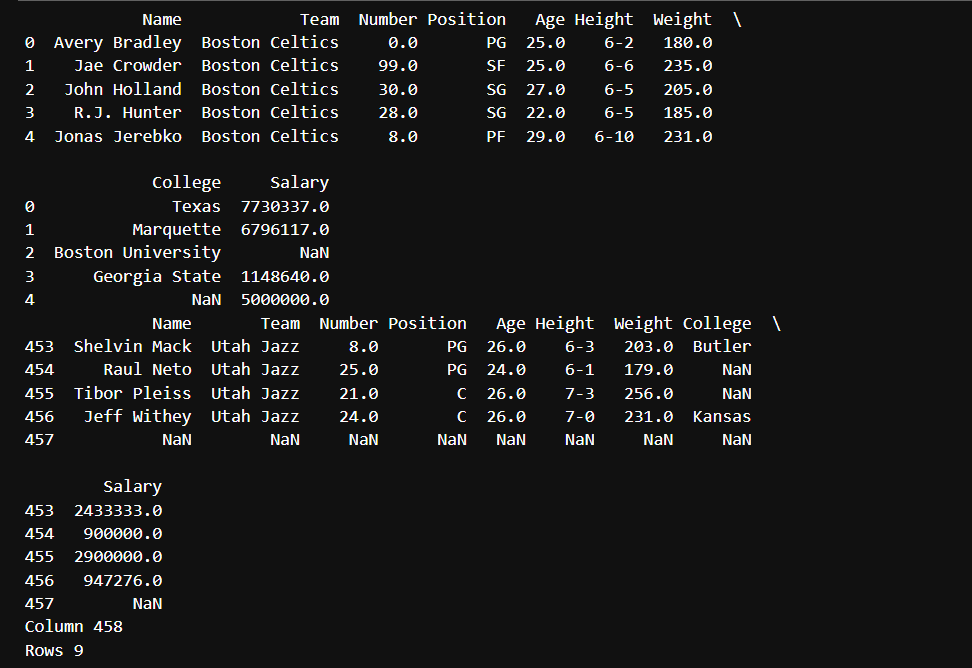 Name            Team  Number Position   Age Height  Weight  \
0  Avery Bradley  Boston Celtics     0.0       PG  25.0    6-2   180.0
1    Jae Crowder  Boston Celtics    99.0       SF  25.0    6-6   235.0
2   John Holland  Boston Celtics    30.0       SG  27.0    6-5   205.0
3    R.J. Hunter  Boston Celtics    28.0       SG  22.0    6-5   185.0
4  Jonas Jerebko  Boston Celtics     8.0       PF  29.0   6-10   231.0

             College     Salary
0              Texas  7730337.0
1          Marquette  6796117.0
2  Boston University        NaN
3      Georgia State  1148640.0
4                NaN  5000000.0
             Name       Team  Number Position   Age Height  Weight College  \
453  Shelvin Mack  Utah Jazz     8.0       PG  26.0    6-3   203.0  Butler
454     Raul Neto  Utah Jazz    25.0       PG  24.0    6-1   179.0     NaN
455  Tibor Pleiss  Utah Jazz    21.0        C  26.0    7-3   256.0     NaN
456   Jeff Withey  Utah Jazz    24.0        C  26.0    7-0   231.0  Kansas
457           NaN        NaN     NaN      NaN   NaN    NaN     NaN     NaN

        Salary
453  2433333.0
454   900000.0
455  2900000.0
456   947276.0
457        NaN
Column 458
Rows 9